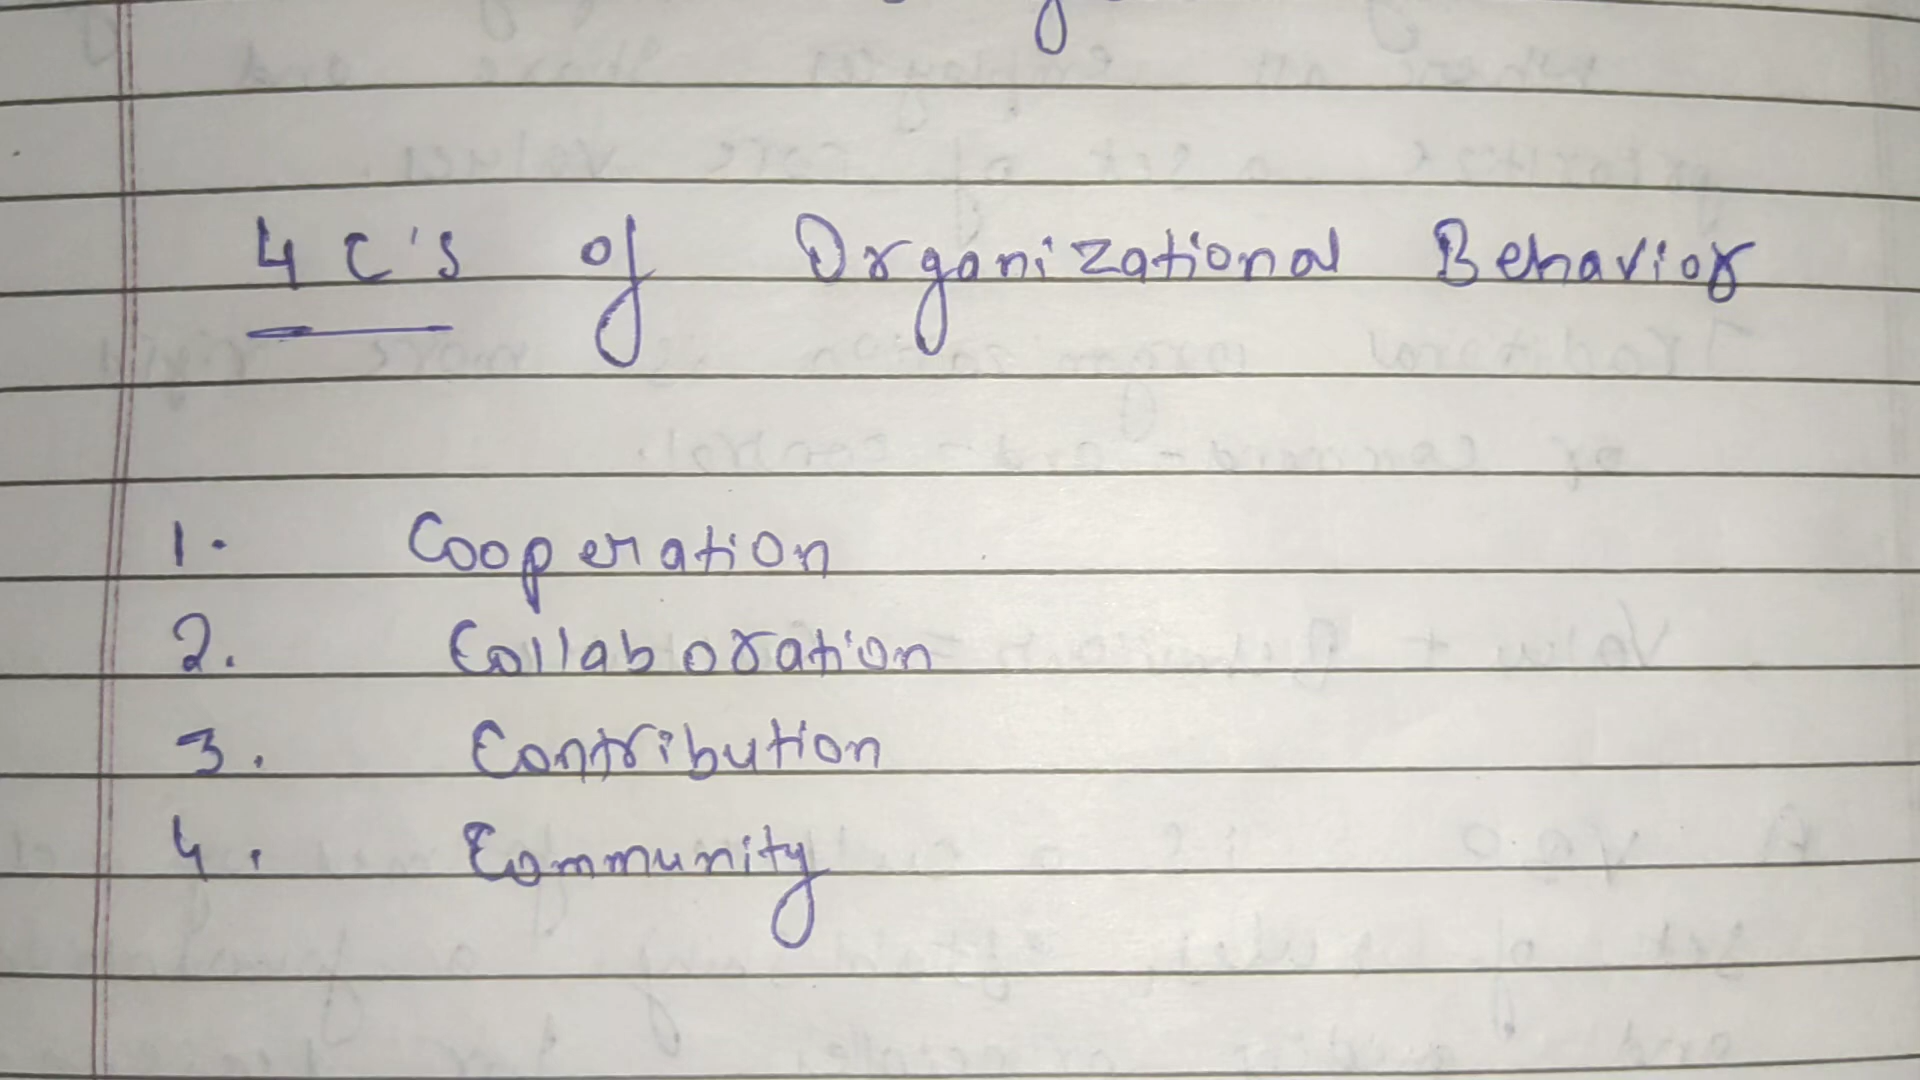 4 C's of Organizational Behavior
1. Cooperation
2. Collaboration
3. Contribution
4. Community